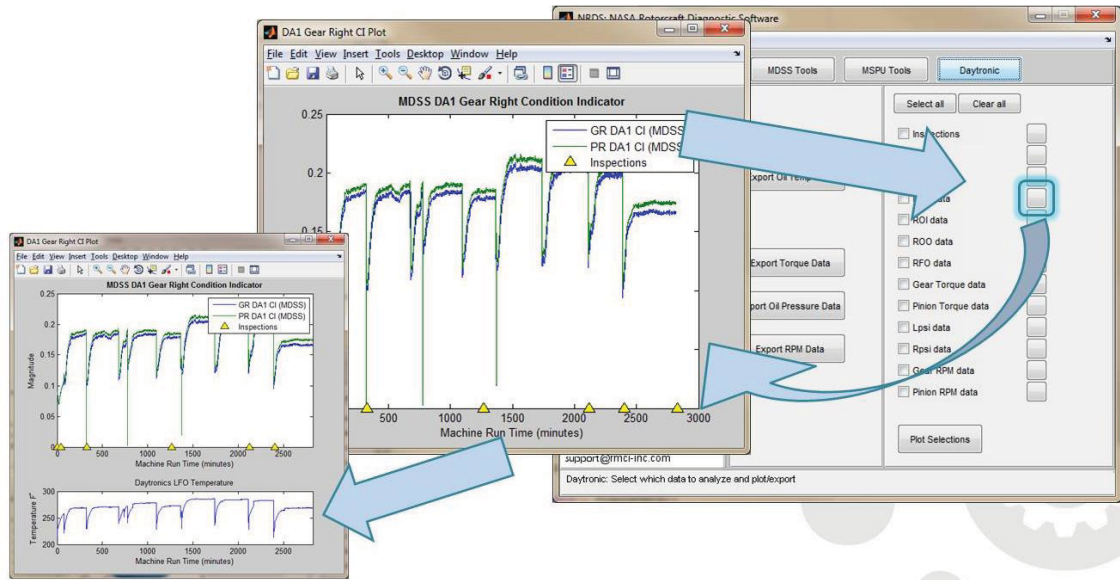 NRDS: NASA Rotorcraft Diagnostic Software
MDSS Tools
MSPU Tools
Daytronic
Select all
Clear all
Inspections
data
ROI data
ROO data
RFO data
Gear Torque data
Pinion Torque data
Lpsi data
Rpsi data
Gear RPM data
Pinion RPM data
Plot Selections
Export Oil Temp
Export Torque Data
port Oil Pressure Data
Export RPM Data
support@rmci-inc.com
Daytronic: Select which data to analyze and plot/export
DA1 Gear Right CI Plot
File Edit View Insert Tools Desktop Window Help
MDSS DA1 Gear Right Condition Indicator
GR DA1 CI (MDSS)
PR DA1 CI (MDSS)
Inspections
0.25
0.2
0.15
500 1000 1500 2000 2500 3000
Machine Run Time (minutes)
DA1 Gear Right CI Plot
File Edit View Insert Tools Desktop Window Help
MDSS DA1 Gear Right Condition Indicator
GR DA1 CI (MDSS)
PR DA1 CI (MDSS)
Inspections
Magnitude
0.25
0.2
0.15
0.1
0.05
0
0 500 1000 1500 2000 2500
Machine Run Time (minutes)
Daytronics LFO Temperature
Temperature F
300
250
200
0 500 1000 1500 2000 2500
Machine Run Time (minutes)